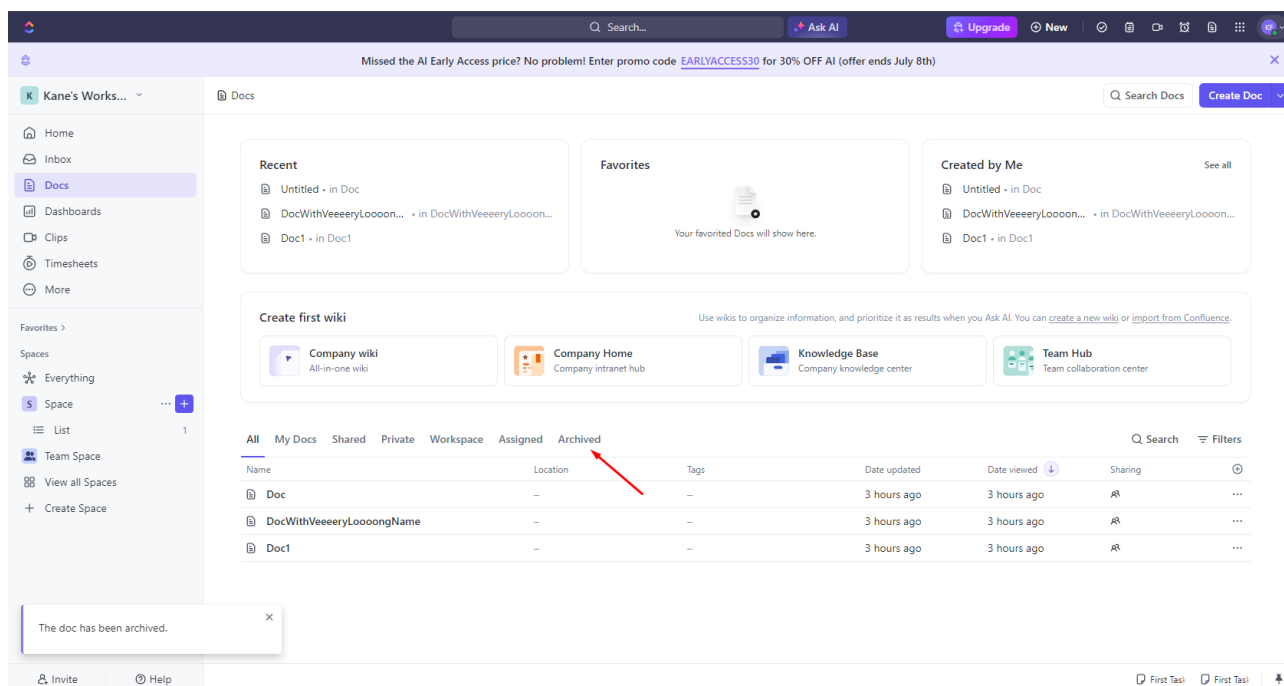 Search...
Ask AI
Upgrade
New
KF
Missed the AI Early Access price? No problem! Enter promo code EARLYACCESS30 for 30% OFF AI (offer ends July 8th)
K Kane's Works...
Docs
Search Docs
Create Doc
Home
Inbox
Docs
Dashboards
Clips
Timesheets
More
Favorites >
Spaces
Everything
S Space
List 1
Team Space
View all Spaces
Create Space
Recent
Untitled • in Doc
DocWithVeeeeryLoooon... • in DocWithVeeeeryLoooon...
Doc1 • in Doc1
Favorites
Your favorited Docs will show here.
Created by Me
See all
Untitled • in Doc
DocWithVeeeeryLoooon... • in DocWithVeeeeryLoooon...
Doc1 • in Doc1
Create first wiki
Use wikis to organize information, and prioritize it as results when you Ask AI. You can create a new wiki or import from Confluence.
Company wiki
All-in-one wiki
Company Home
Company intranet hub
Knowledge Base
Company knowledge center
Team Hub
Team collaboration center
All My Docs Shared Private Workspace Assigned Archived
Search
Filters
Name Location Tags Date updated Date viewed Sharing
Doc – – 3 hours ago 3 hours ago
DocWithVeeeeryLoooongName – – 3 hours ago 3 hours ago
Doc1 – – 3 hours ago 3 hours ago
The doc has been archived.
Invite
Help
First Task
First Task